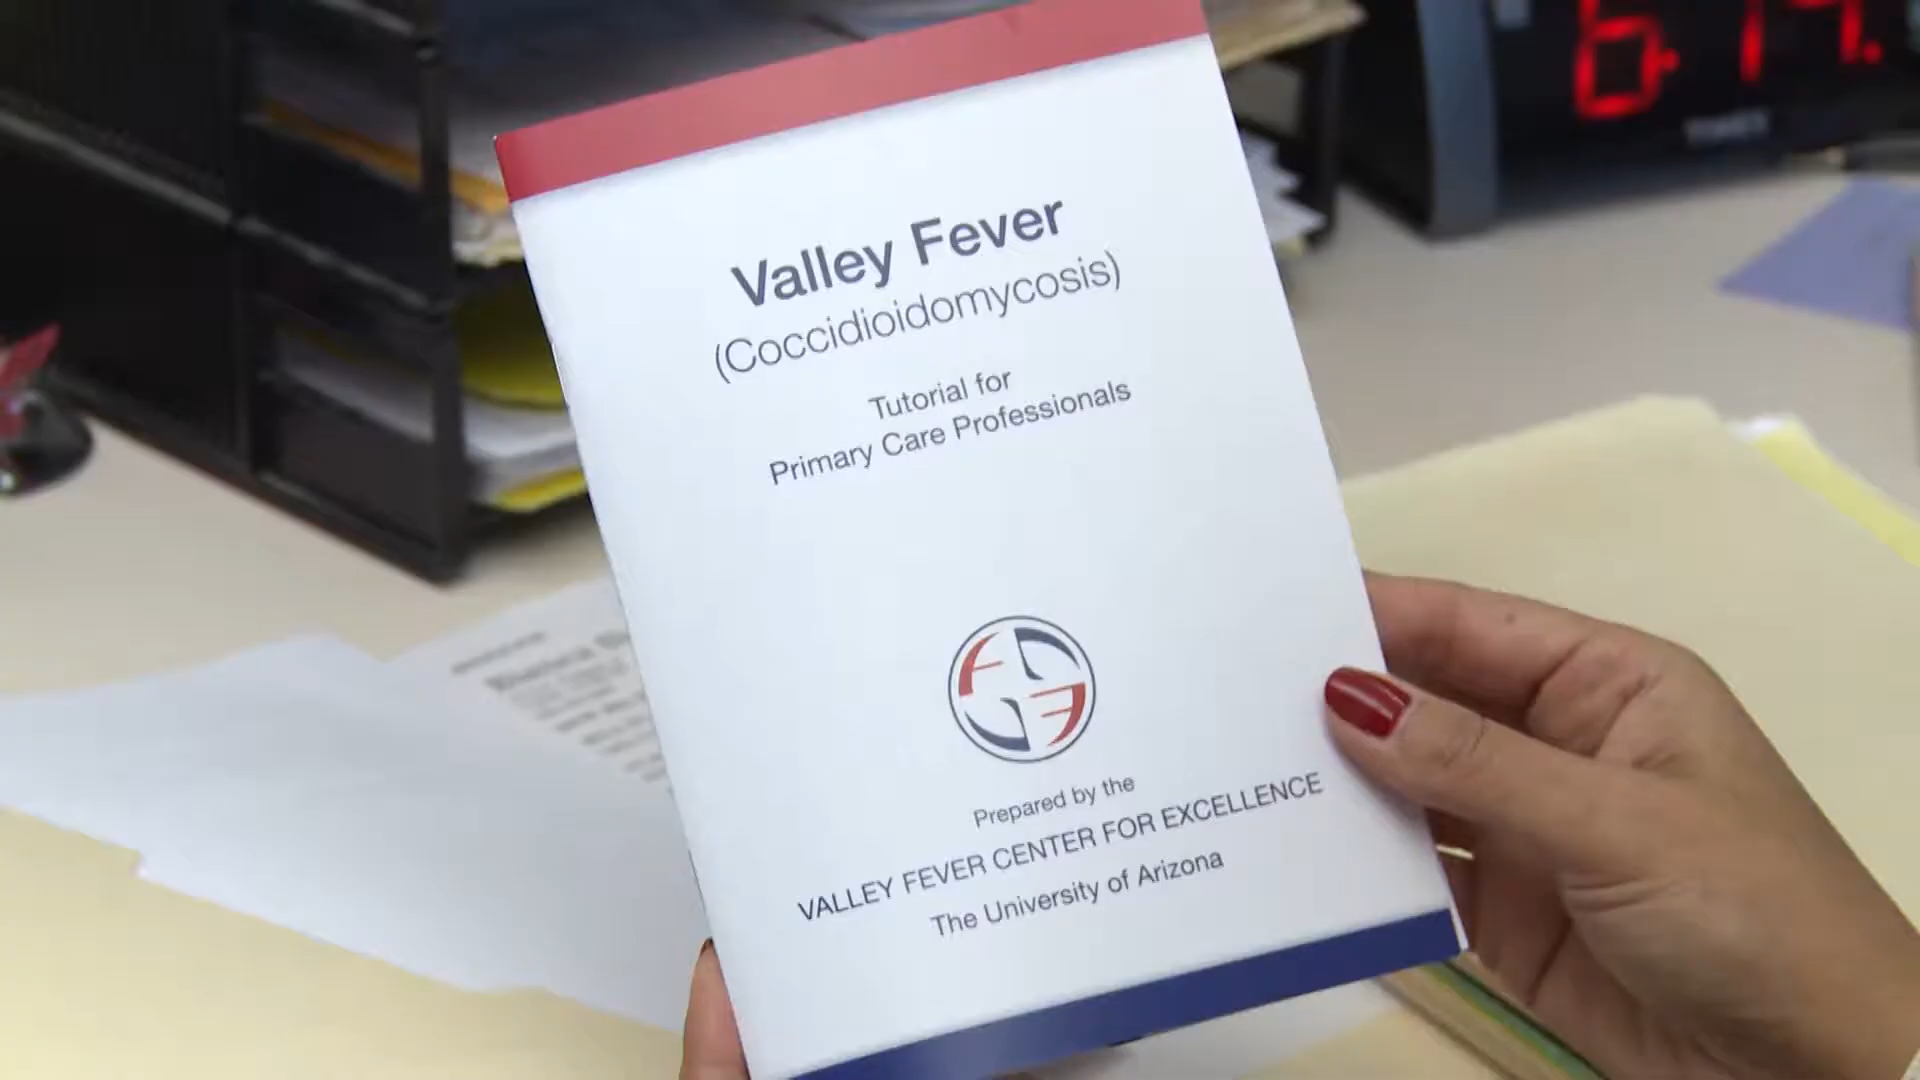 Valley Fever
(Coccidioidomycosis)
Tutorial for
Primary Care Professionals
Prepared by the
VALLEY FEVER CENTER FOR EXCELLENCE
The University of Arizona
TIMEX